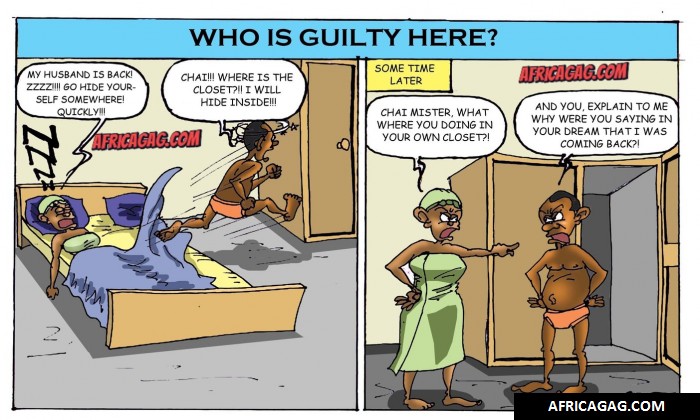 WHO IS GUILTY HERE?
MY HUSBAND IS BACK!
ZZZZ!!!! GO HIDE YOUR-
SELF SOMEWHERE!
QUICKLY!!!
CHAI!!! WHERE IS THE
CLOSET?!! I WILL
HIDE INSIDE!!!
AFRICAGAG.COM
ZZZzz
SOME TIME
LATER
AFRICAGAG.COM
CHAI MISTER, WHAT
WHERE YOU DOING IN
YOUR OWN CLOSET?!
AND YOU, EXPLAIN TO ME
WHY WERE YOU SAYING IN
YOUR DREAM THAT I WAS
COMING BACK?!
AFRICAGAG.COM